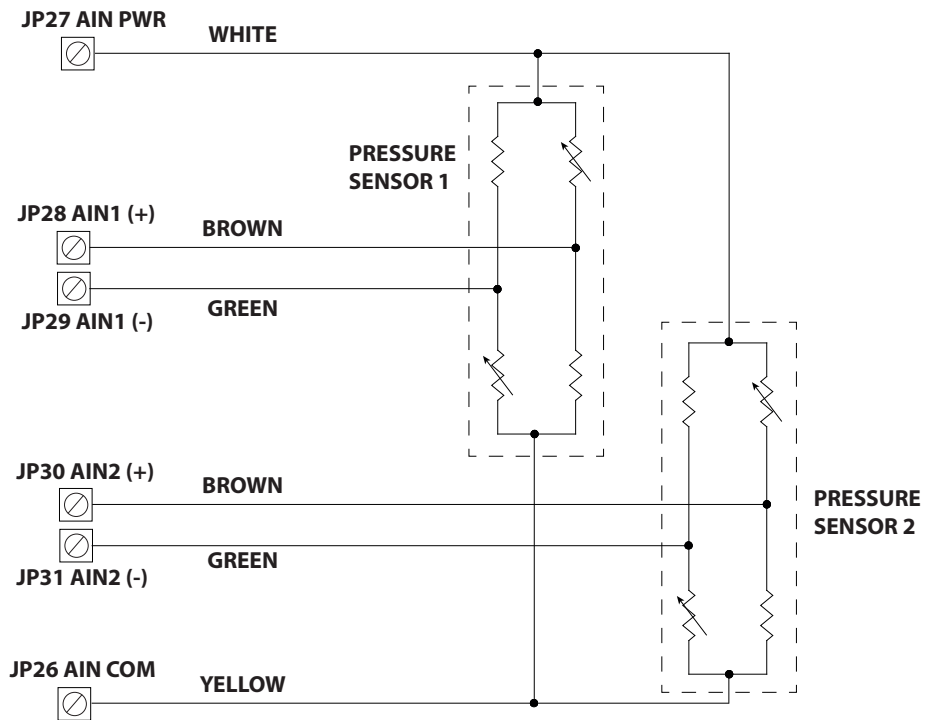 JP27 AIN PWR
WHITE
PRESSURE
SENSOR 1
JP28 AIN1 (+)
BROWN
GREEN
JP29 AIN1 (-)
JP30 AIN2 (+)
BROWN
PRESSURE
SENSOR 2
GREEN
JP31 AIN2 (-)
JP26 AIN COM
YELLOW